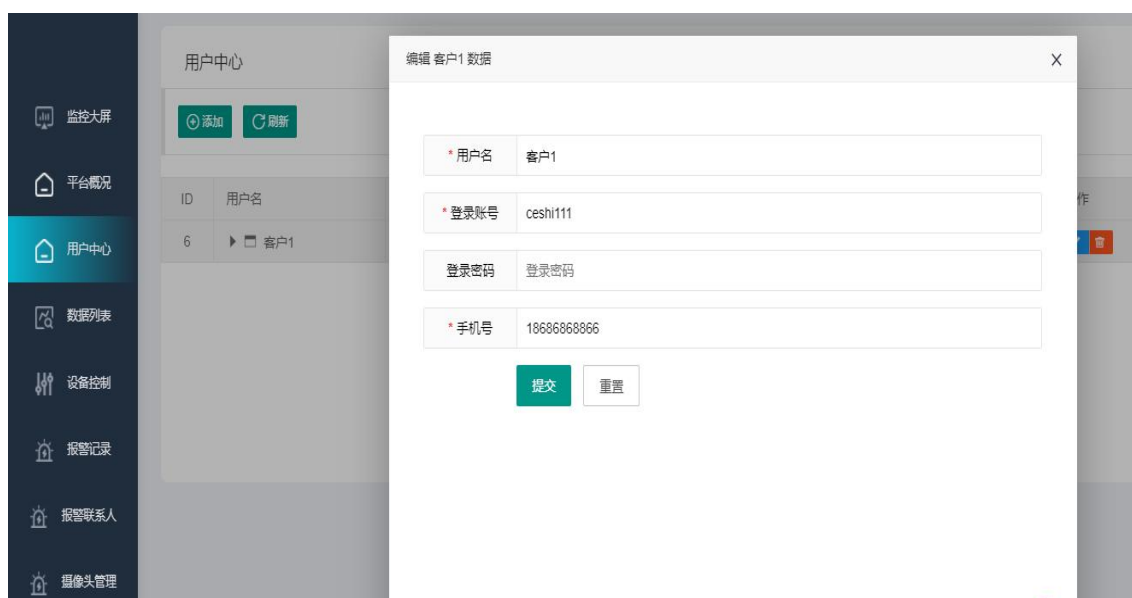 监控大屏
平台概况
用户中心
数据列表
设备控制
报警记录
报警联系人
摄像头管理
用户中心
添加 刷新
ID 用户名 作
6 客户1
编辑 客户1 数据 X
*用户名 客户1
*登录账号 ceshi111
登录密码 登录密码
*手机号 18686868866
提交 重置